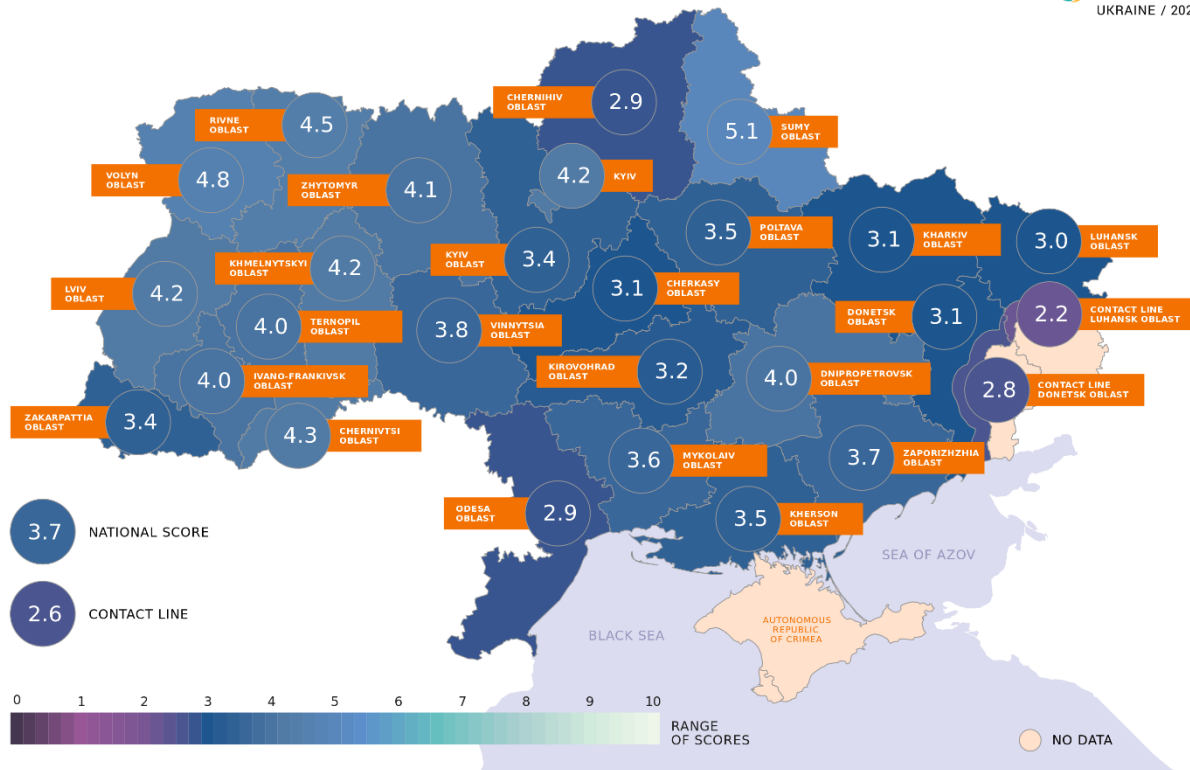 UKRAINE / 202
CHERNIHIV
OBLAST
2.9
RIVNE
OBLAST
4.5
5.1
SUMY
OBLAST
VOLYN
OBLAST
4.8
ZHYTOMYR
OBLAST
4.1
4.2
KYIV
3.5
POLTAVA
OBLAST
3.1
KHARKIV
OBLAST
3.0
LUHANSK
OBLAST
KHMELNYTSKYI
OBLAST
4.2
KYIV
OBLAST
3.4
LVIV
OBLAST
4.2
3.1
CHERKASY
OBLAST
DONETSK
OBLAST
3.1
2.2
CONTACT LINE
LUHANSK OBLAST
4.0
TERNOPIL
OBLAST
3.8
VINNYTSIA
OBLAST
4.0
IVANO-FRANKIVSK
OBLAST
KIROVOHRAD
OBLAST
3.2
4.0
DNIPROPETROVSK
OBLAST
2.8
CONTACT LINE
DONETSK OBLAST
ZAKARPATTIA
OBLAST
3.4
4.3
CHERNIVTSI
OBLAST
3.6
MYKOLAIV
OBLAST
3.7
ZAPORIZHZHIA
OBLAST
ODESA
OBLAST
2.9
3.5
KHERSON
OBLAST
3.7
NATIONAL SCORE
2.6
CONTACT LINE
SEA OF AZOV
BLACK SEA
AUTONOMOUS
REPUBLIC
OF CRIMEA
0 1 2 3 4 5 6 7 8 9 10
RANGE
OF SCORES
NO DATA